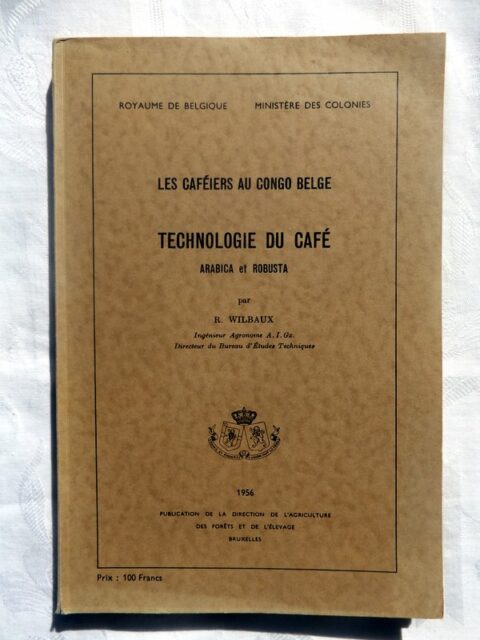 ROYAUME DE BELGIQUE MINISTÈRE DES COLONIES
LES CAFÉIERS AU CONGO BELGE
TECHNOLOGIE DU CAFÉ
ARABICA et ROBUSTA
par
R. WILBAUX
Ingénieur Agronome A. I. Gx.
Directeur du Bureau d'Études Techniques
1956
PUBLICATION DE LA DIRECTION DE L'AGRICULTURE
DES FORÊTS ET DE L'ÉLEVAGE
BRUXELLES
Prix : 100 Francs